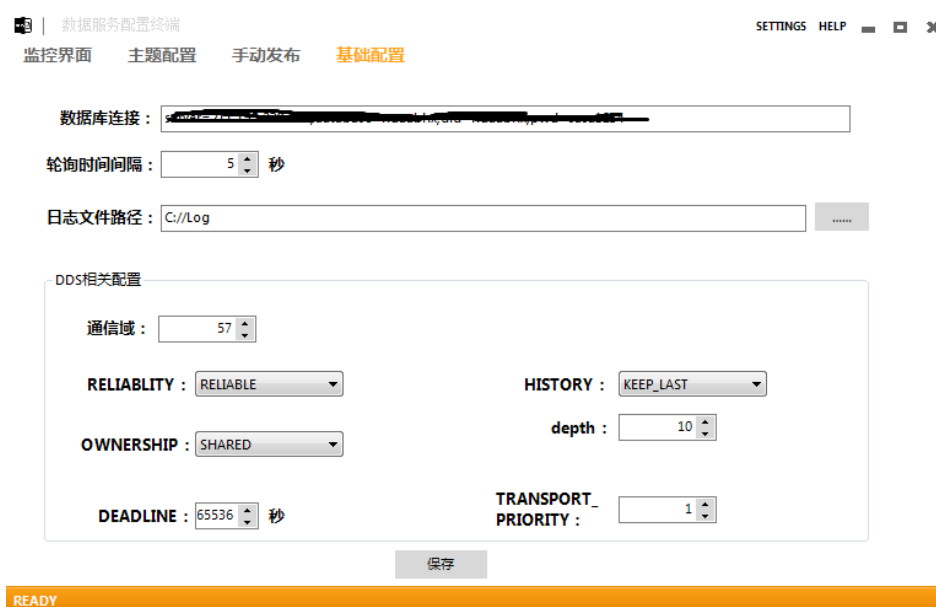 数据服务配置终端 SETTINGS HELP
监控界面 主题配置 手动发布 基础配置
数据库连接：
轮询时间间隔： 5 秒
日志文件路径： C://Log ......
DDS相关配置
通信域： 57
RELIABLITY： RELIABLE HISTORY： KEEP_LAST
depth： 10
OWNERSHIP： SHARED
DEADLINE： 65536 秒 TRANSPORT_
PRIORITY： 1
保存
READY